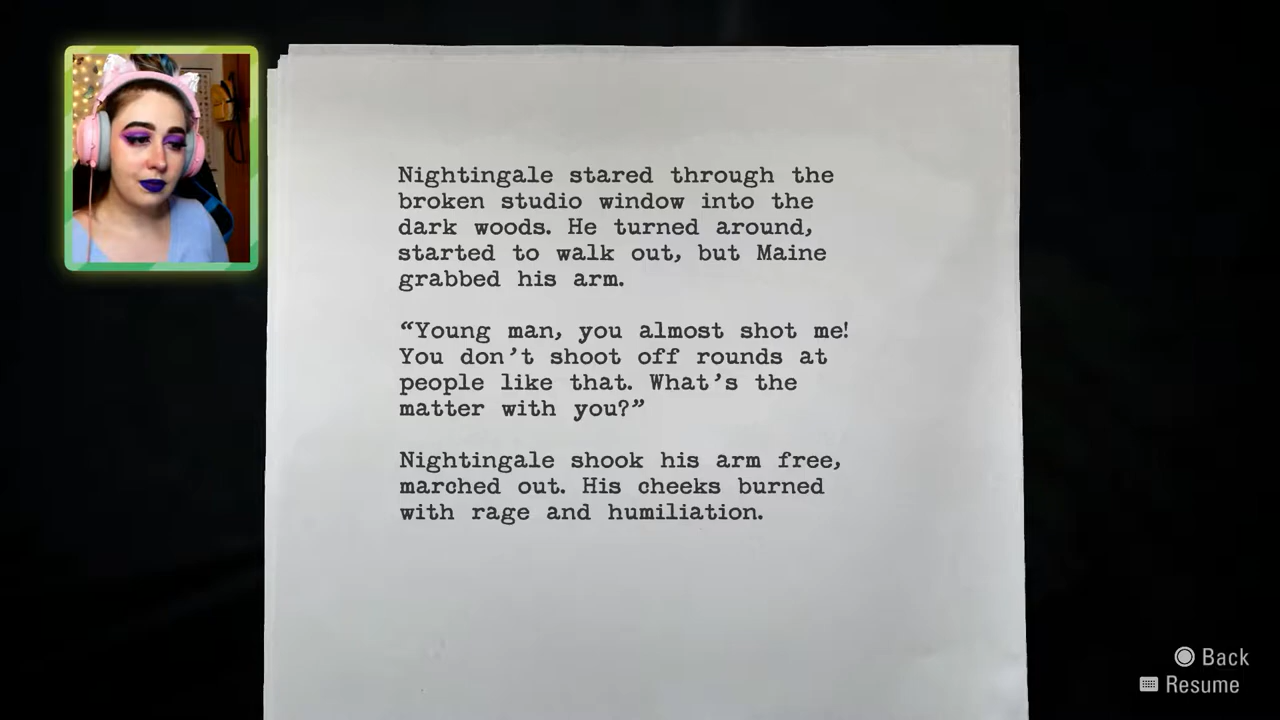 Nightingale stared through the
broken studio window into the
dark woods. He turned around,
started to walk out, but Maine
grabbed his arm.
“Young man, you almost shot me!
You don’t shoot off rounds at
people like that. What’s the
matter with you?”
Nightingale shook his arm free,
marched out. His cheeks burned
with rage and humiliation.
Back
Resume